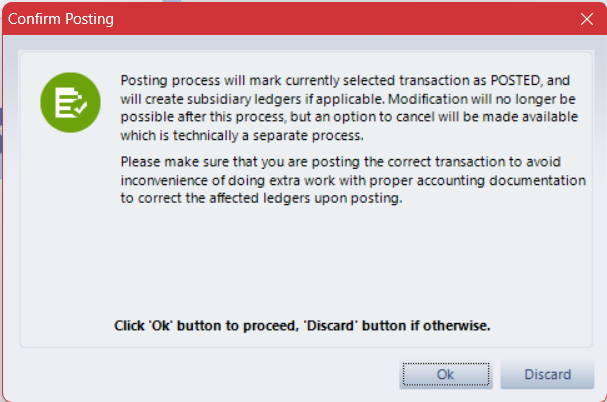 Confirm Posting
Posting process will mark currently selected transaction as POSTED, and
will create subsidiary ledgers if applicable. Modification will no longer be
possible after this process, but an option to cancel will be made available
which is technically a separate process.
Please make sure that you are posting the correct transaction to avoid
inconvenience of doing extra work with proper accounting documentation
to correct the affected ledgers upon posting.
Click 'Ok' button to proceed, 'Discard' button if otherwise.
Ok
Discard